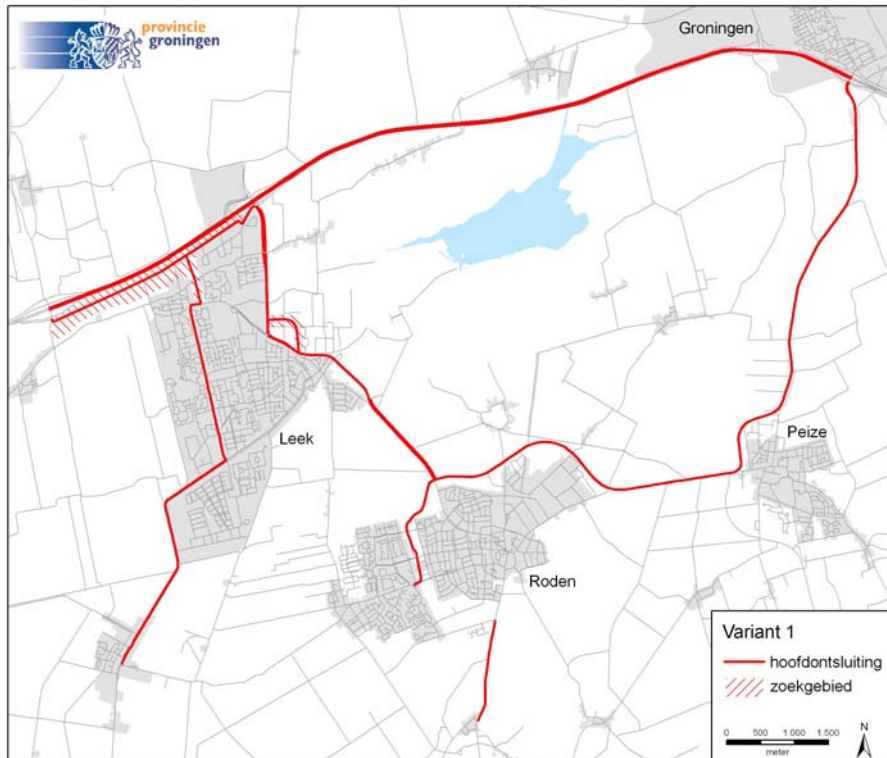 provincie
groningen
Groningen
Leek
Peize
Roden
Variant 1
hoofdontsluiting
zoekgebied
0 500 1.000 1.500
meter
N